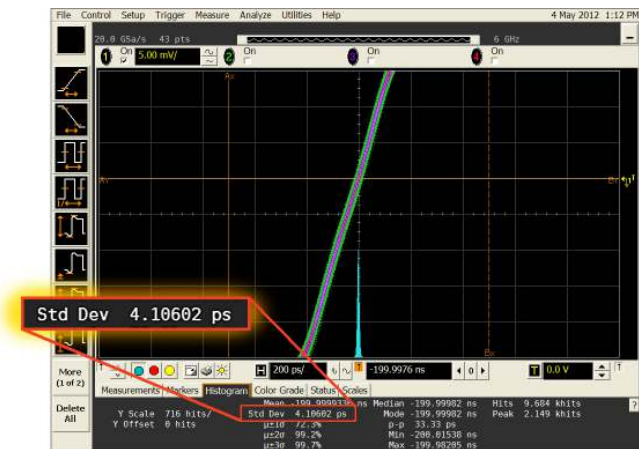 File Control Setup Trigger Measure Analyze Utilities Help 4 May 2012 1:12 PM
20.0 GSa/s 43 pts 6 GHz
1 On 5.00 mV/ 2 On 3 On 4 On
Ax
Ay
Std Dev 4.10602 ps
More
(1 of 2)
H 200 ps/ -199.9976 ns 0 T 0.0 V
Measurements Markers Histogram Color Grade Status Scales
Delete
All
Mean -199.9999336 ns Median -199.99982 ns Hits 9.684 khits
Y Scale 716 hits/ Std Dev 4.10602 ps Mode -199.99982 ns Peak 2.149 khits
Y Offset 0 hits μ±1σ 72.3% p-p 33.33 ps
μ±2σ 99.2% Min -200.01538 ns
μ±3σ 99.7% Max -199.98205 ns